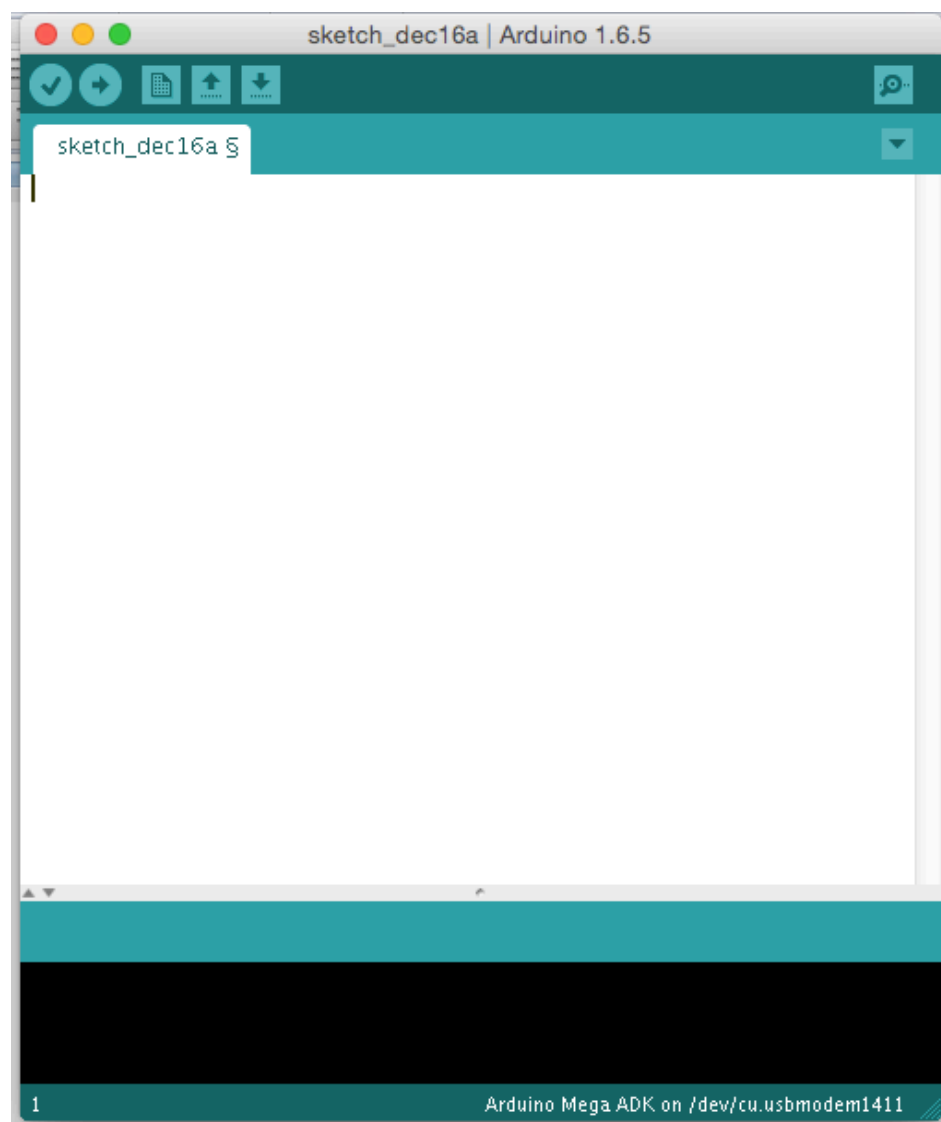 sketch_dec16a | Arduino 1.6.5
sketch_dec16a §
1 Arduino Mega ADK on /dev/cu.usbmodem1411